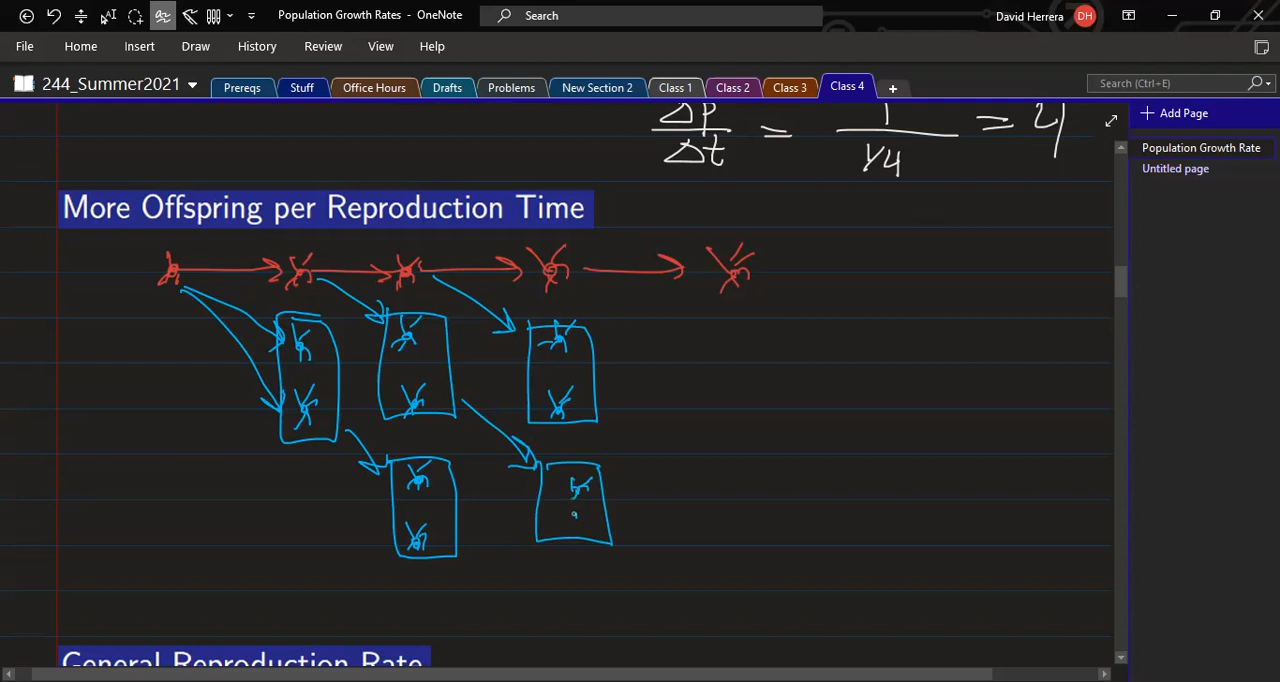 Population Growth Rates - OneNote
Search
David Herrera DH
File Home Insert Draw History Review View Help
244_Summer2021
Prereqs Stuff Office Hours Drafts Problems New Section 2 Class 1 Class 2 Class 3 Class 4 +
Search (Ctrl+E)
+ Add Page
Population Growth Rate
Untitled page
Δp/Δt = 1/(1/4) = 4
More Offspring per Reproduction Time
General Reproduction Rate